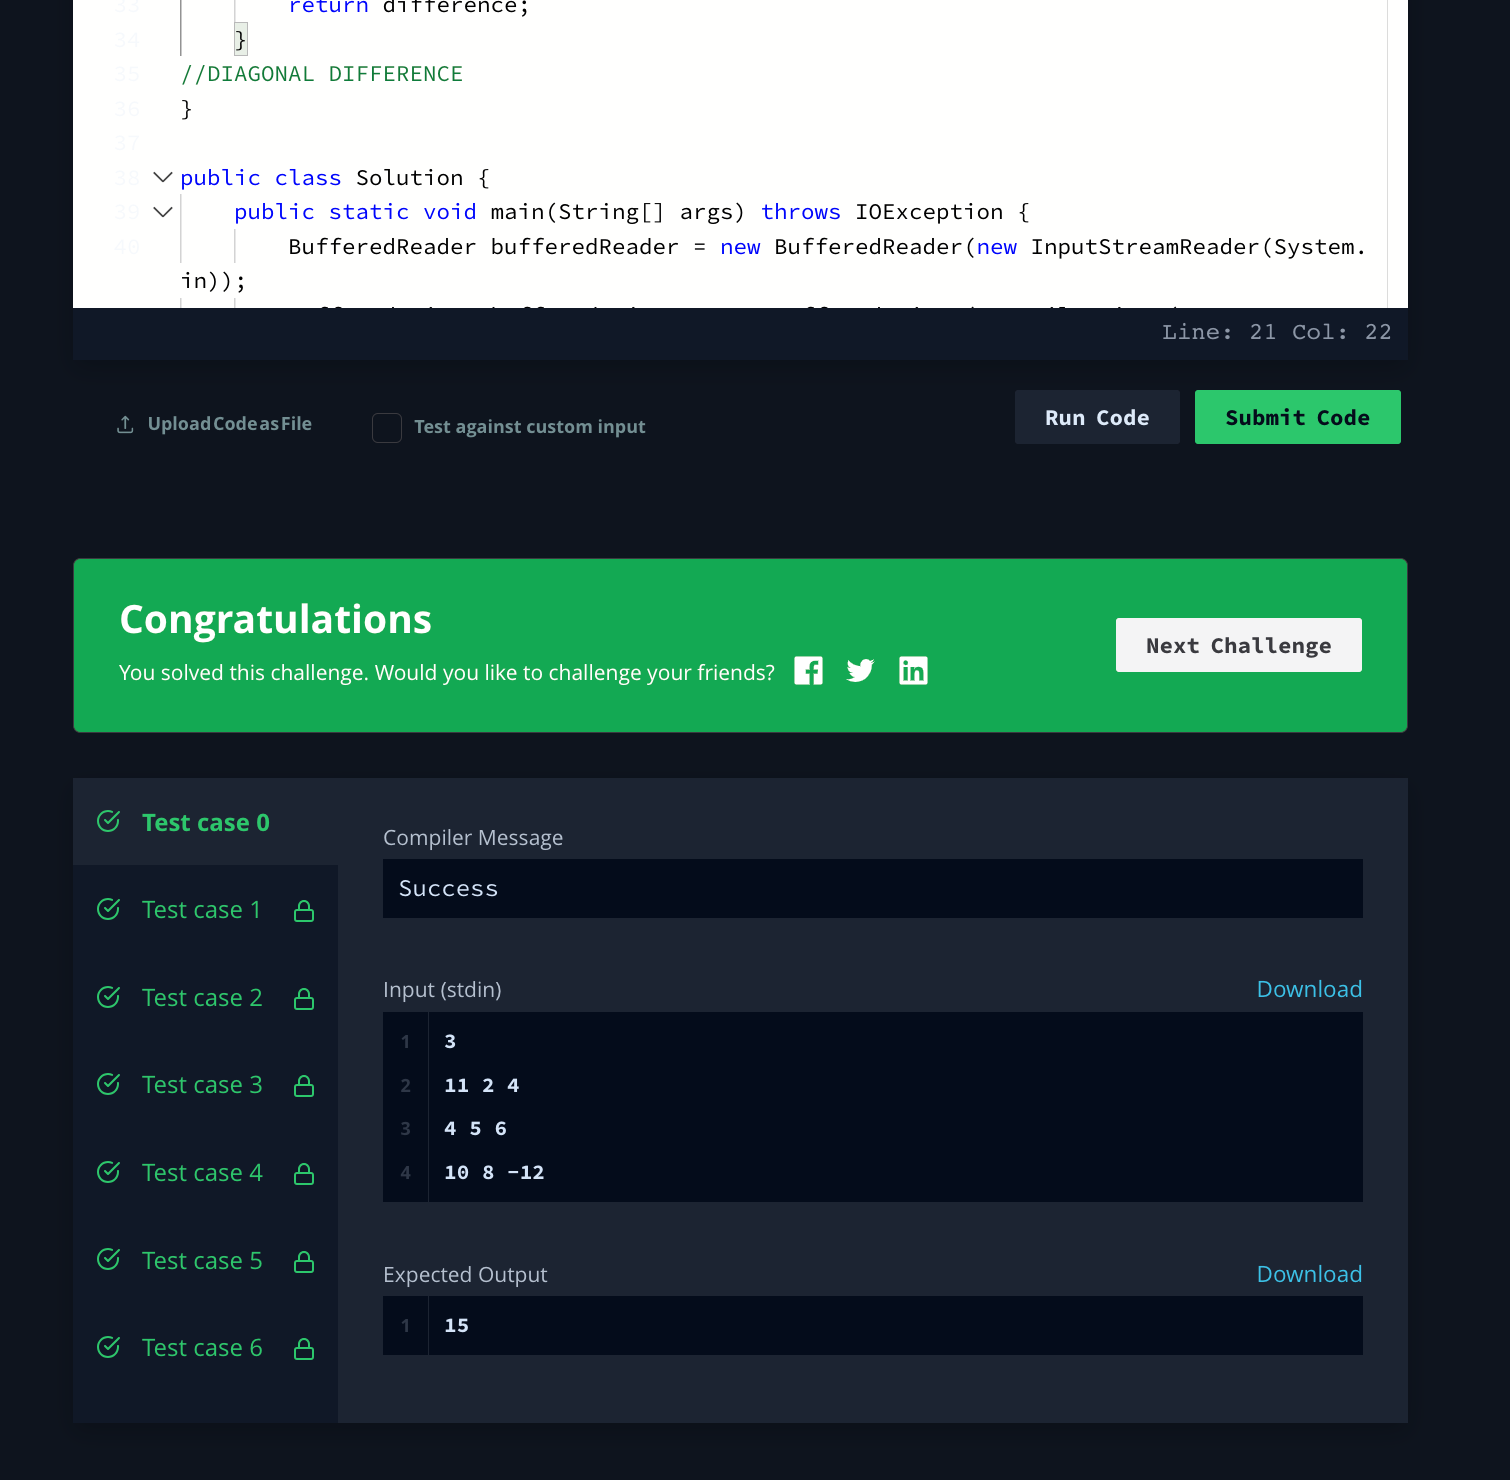 33 return difference;
34 }
35 //DIAGONAL DIFFERENCE
36 }
37
38 public class Solution {
39 public static void main(String[] args) throws IOException {
40 BufferedReader bufferedReader = new BufferedReader(new InputStreamReader(System.
in));
Line: 21 Col: 22
Upload Code as File
Test against custom input
Run Code
Submit Code
Congratulations
You solved this challenge. Would you like to challenge your friends?
Next Challenge
Test case 0
Test case 1
Test case 2
Test case 3
Test case 4
Test case 5
Test case 6
Compiler Message
Success
Input (stdin)
Download
1 3
2 11 2 4
3 4 5 6
4 10 8 -12
Expected Output
Download
1 15